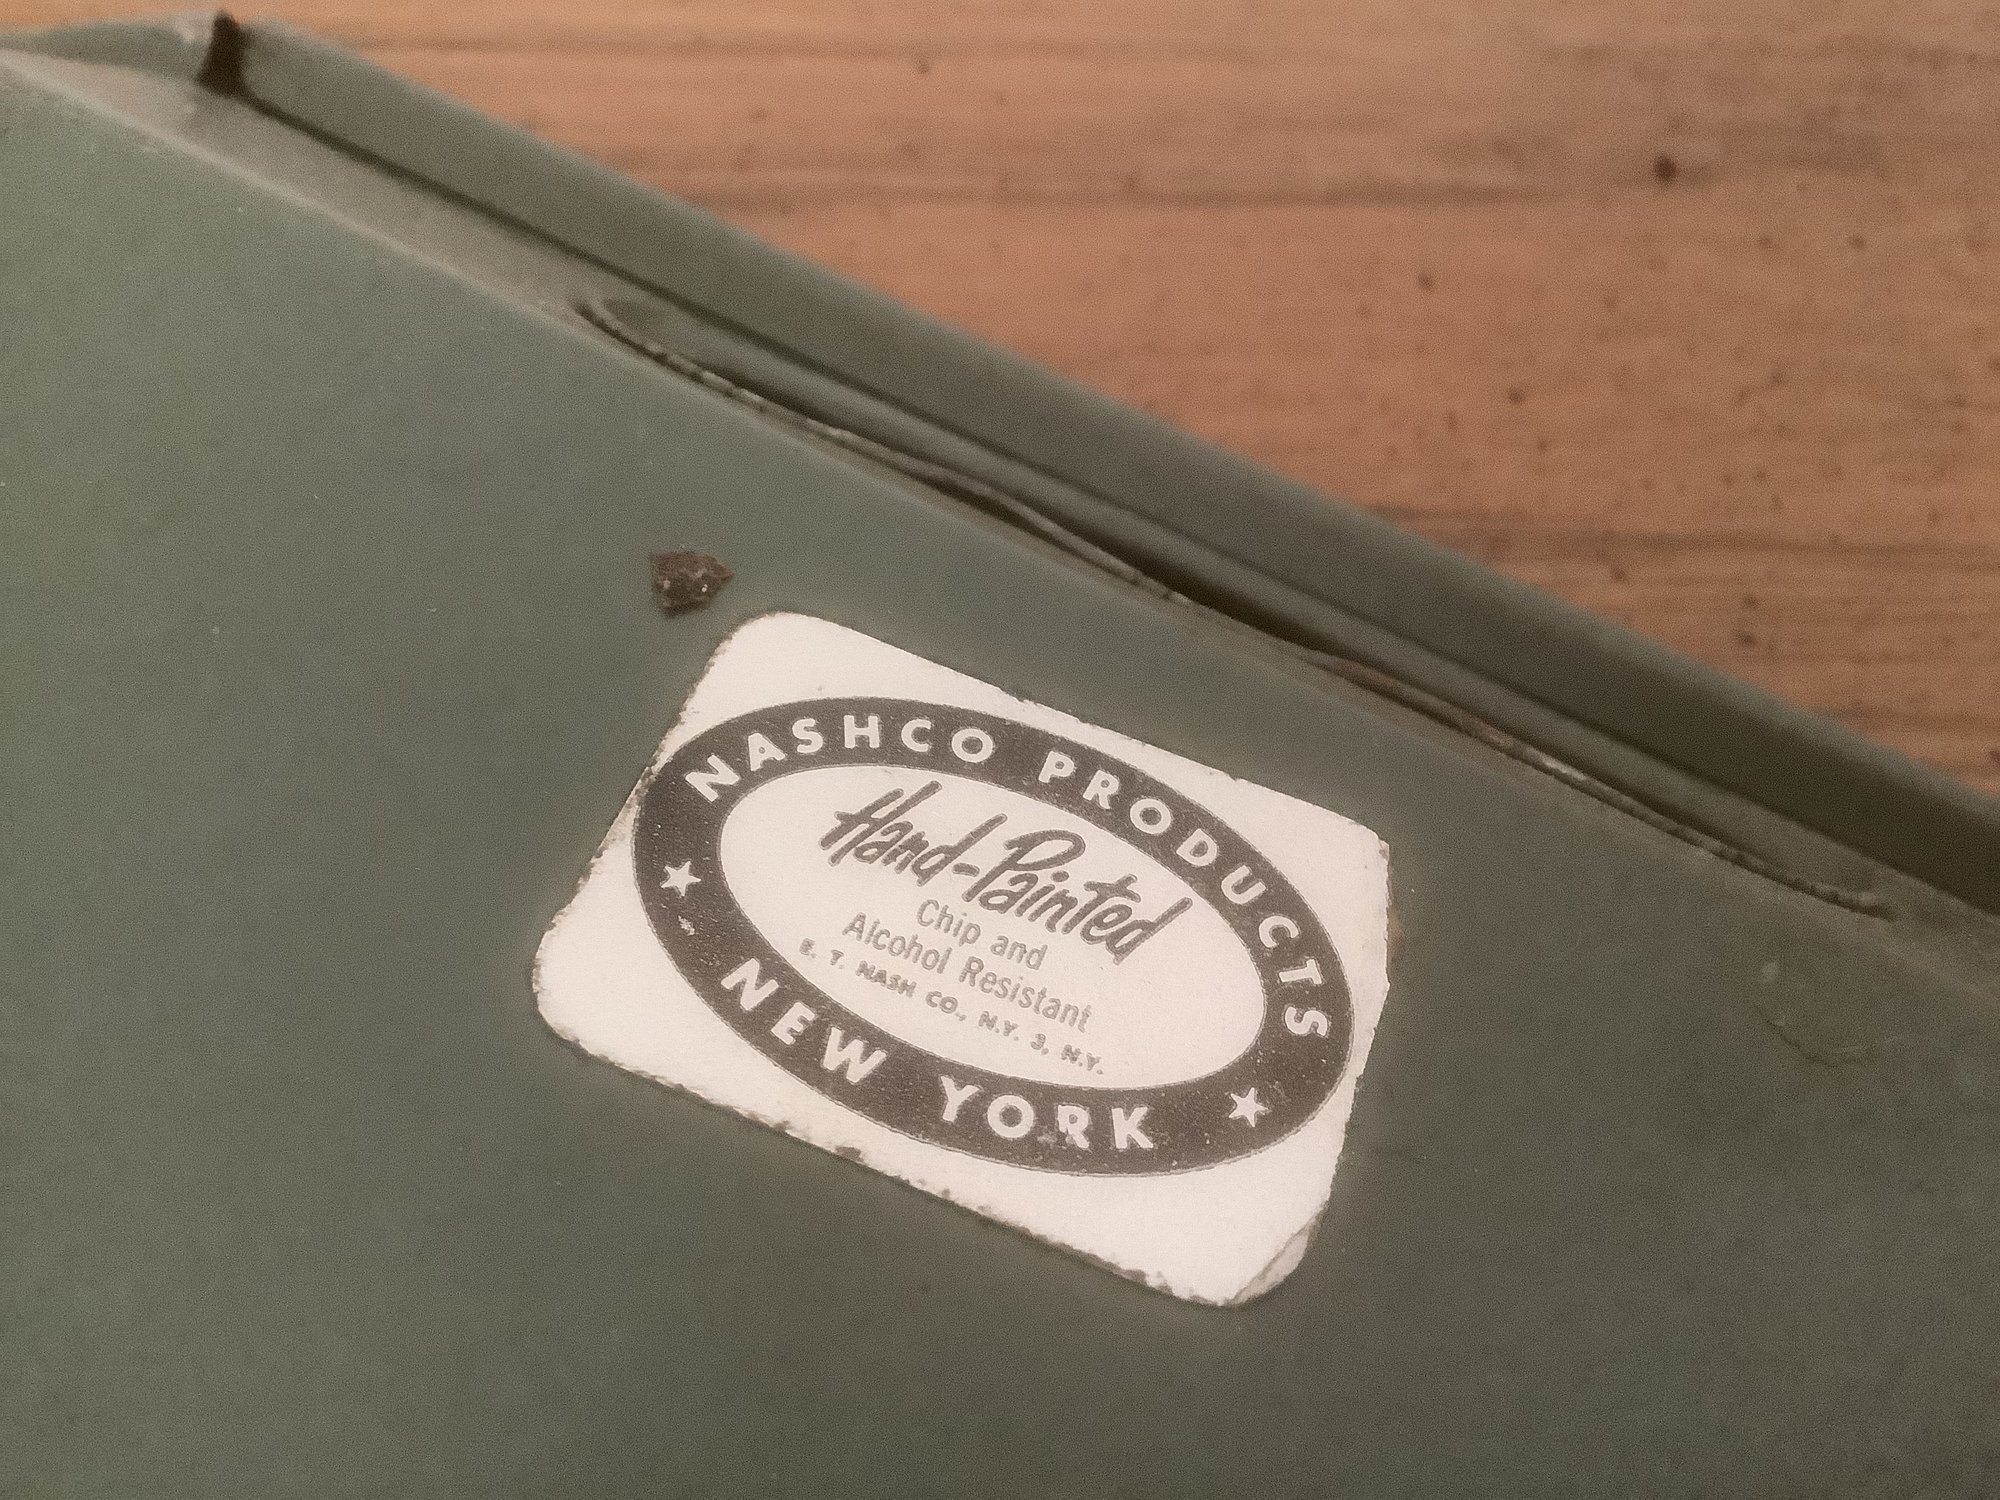 NASHCO PRODUCTS
Hand-Painted
Chip and
Alcohol Resistant
E. T. NASH CO., N.Y. 3, N.Y.
NEW YORK